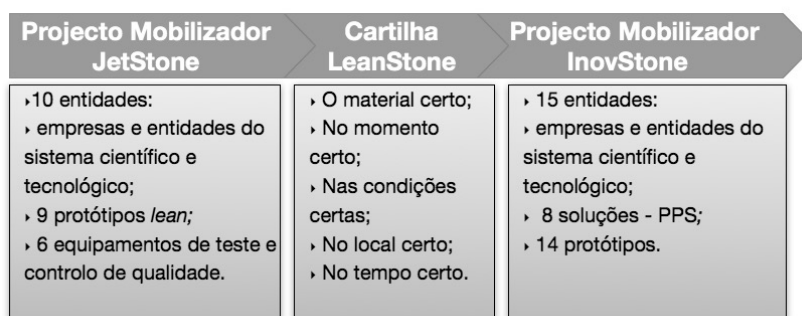 Projecto Mobilizador
JetStone
Cartilha
LeanStone
Projecto Mobilizador
InovStone
‣10 entidades:
‣ empresas e entidades do
sistema científico e
tecnológico;
‣ 9 protótipos lean;
‣ 6 equipamentos de teste e
controlo de qualidade.
‣ O material certo;
‣ No momento
certo;
‣ Nas condições
certas;
‣ No local certo;
‣ No tempo certo.
‣ 15 entidades:
‣ empresas e entidades do
sistema científico e
tecnológico;
‣ 8 soluções - PPS;
‣ 14 protótipos.